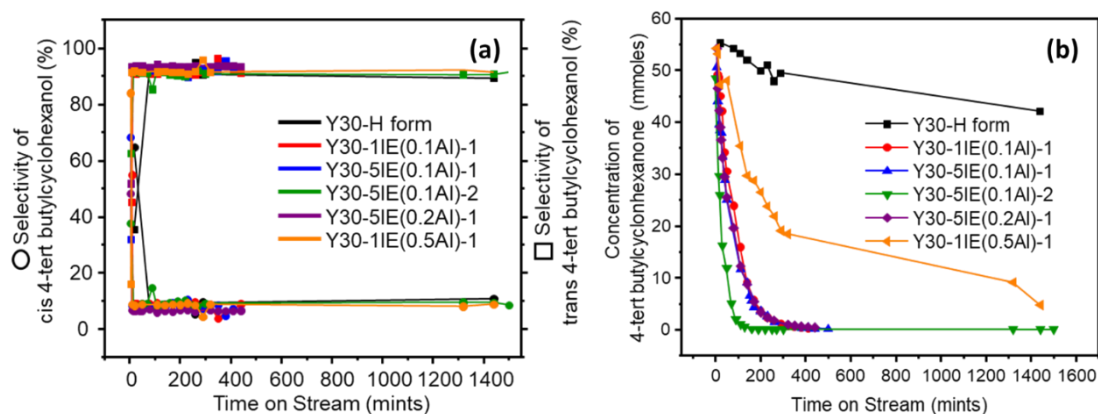 (a)
○ Selectivity of
cis 4-tert butylcyclohexanol (%)
100
80
60
40
20
0
Y30-H form
Y30-1IE(0.1Al)-1
Y30-5IE(0.1Al)-1
Y30-5IE(0.1Al)-2
Y30-5IE(0.2Al)-1
Y30-1IE(0.5Al)-1
□ Selectivity of
trans 4-tert butylcyclohexanol (%)
0 200 400 600 800 1000 1200 1400
Time on Stream (mints)
(b)
Concentration of
4-tert butylcyclohexanone (mmoles)
60
50
40
30
20
10
0
Y30-H form
Y30-1IE(0.1Al)-1
Y30-5IE(0.1Al)-1
Y30-5IE(0.1Al)-2
Y30-5IE(0.2Al)-1
Y30-1IE(0.5Al)-1
0 200 400 600 800 1000 1200 1400 1600
Time on Stream (mints)